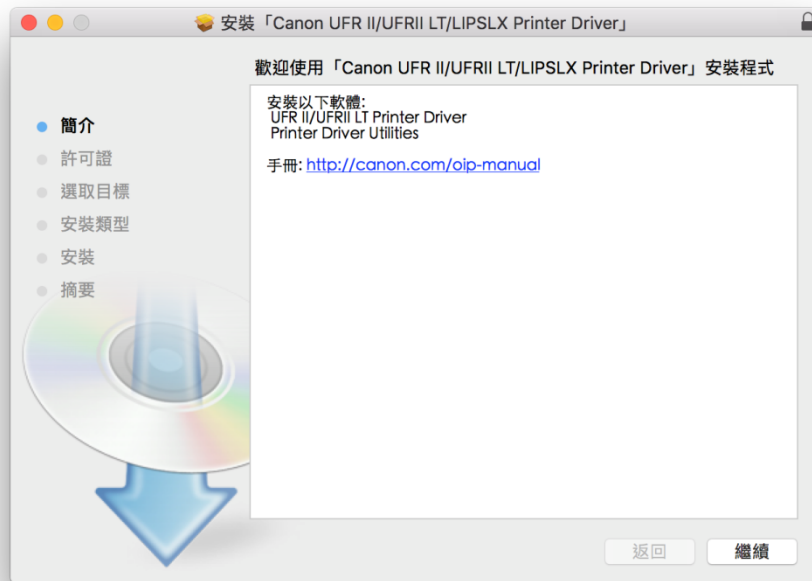 安裝「Canon UFR II/UFRII LT/LIPSLX Printer Driver」
歡迎使用「Canon UFR II/UFRII LT/LIPSLX Printer Driver」安裝程式
簡介
許可證
選取目標
安裝類型
安裝
摘要
安裝以下軟體:
UFR II/UFRII LT Printer Driver
Printer Driver Utilities
手冊: http://canon.com/oip-manual
返回
繼續